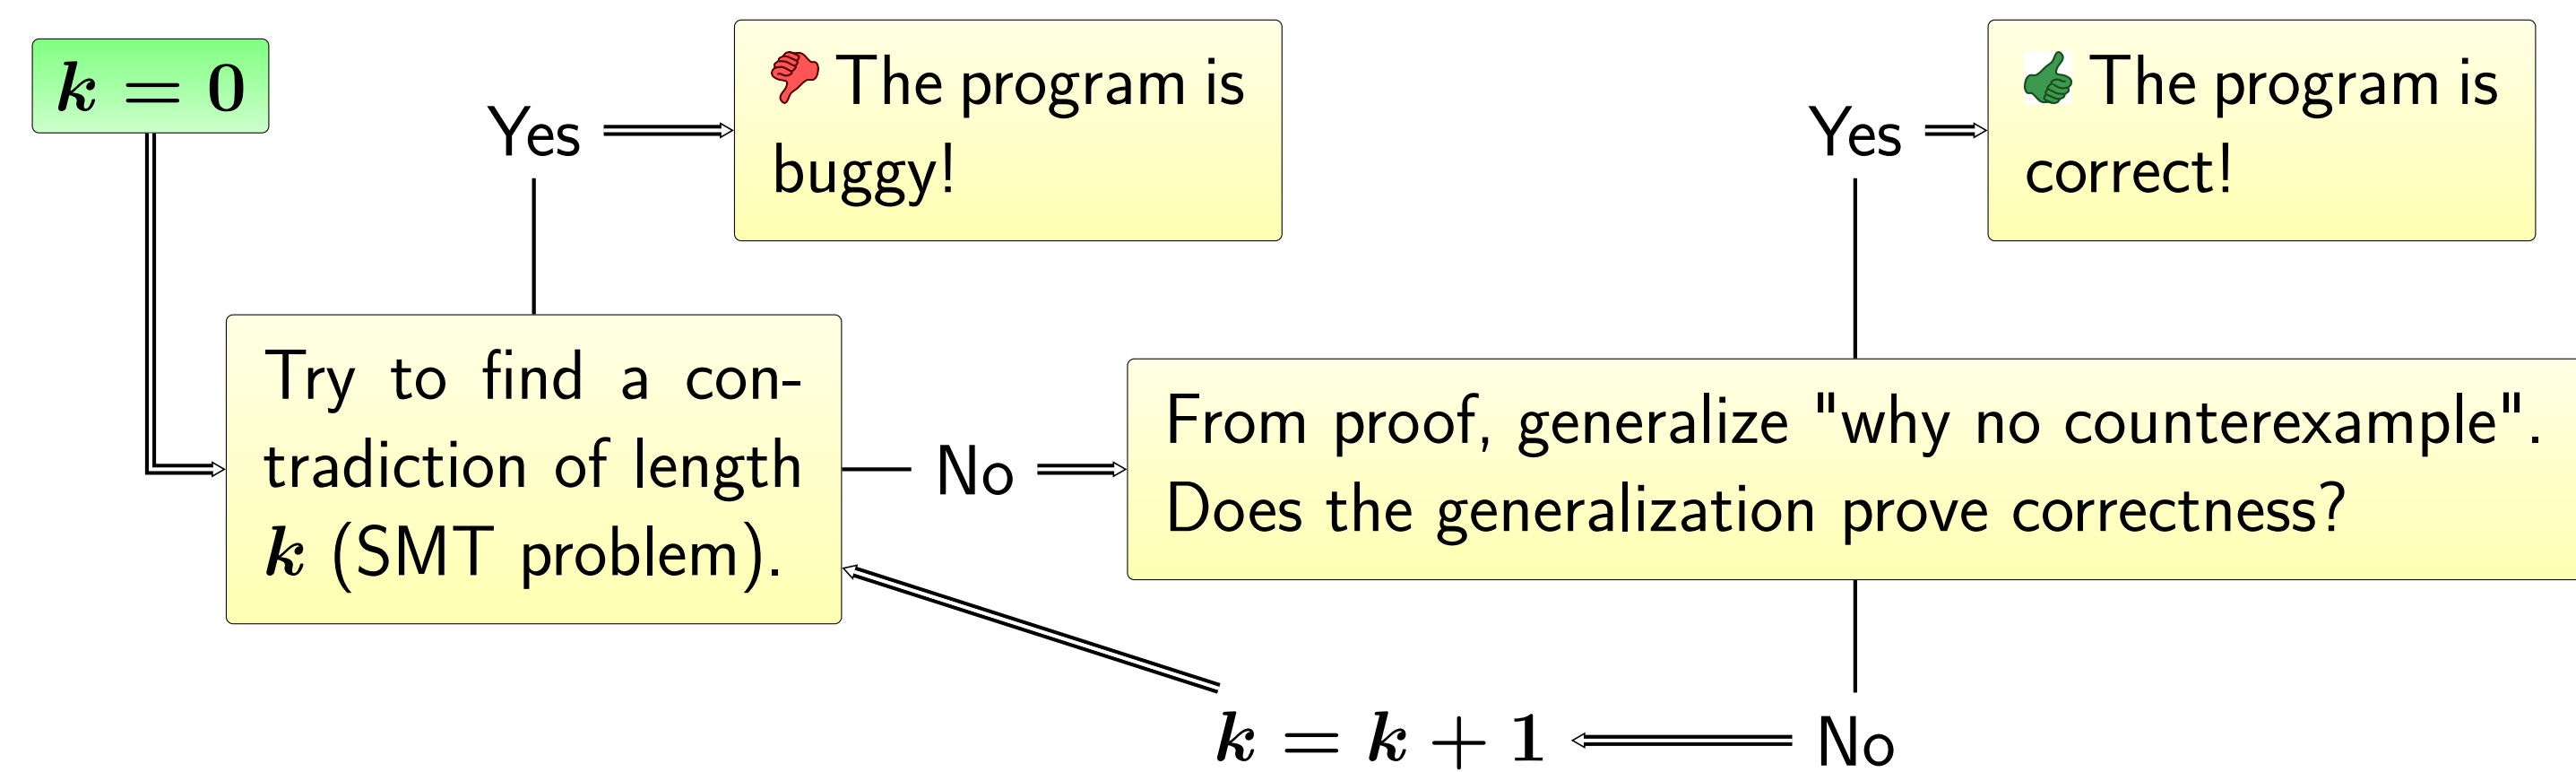 k = 0
Yes
The program is
buggy!
Yes
The program is
correct!
Try to find a con-
tradiction of length
k (SMT problem).
No
From proof, generalize "why no counterexample".
Does the generalization prove correctness?
k = k + 1
No